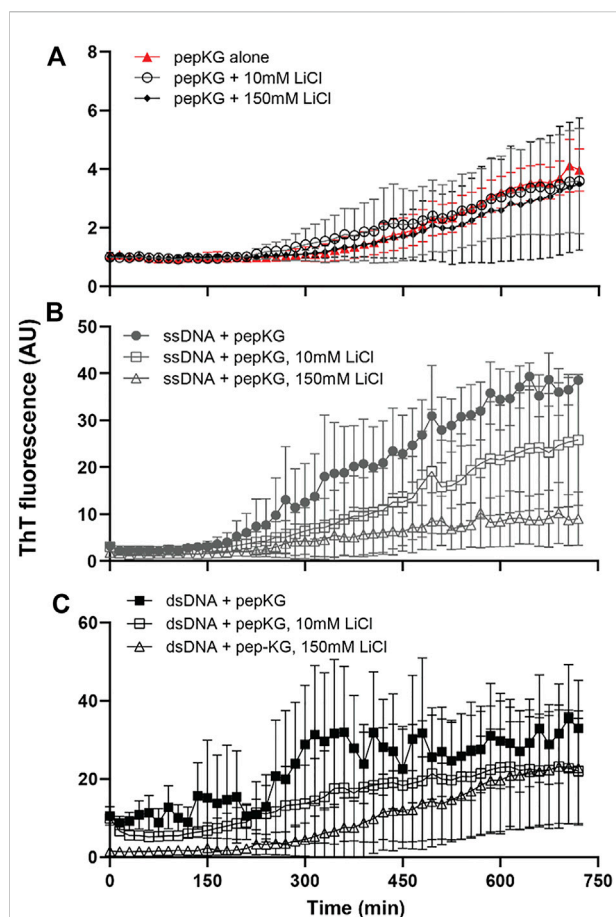 A
pepKG alone
pepKG + 10mM LiCl
pepKG + 150mM LiCl
8
6
4
2
0
B
ssDNA + pepKG
ssDNA + pepKG, 10mM LiCl
ssDNA + pepKG, 150mM LiCl
50
40
30
20
10
0
ThT fluorescence (AU)
C
dsDNA + pepKG
dsDNA + pepKG, 10mM LiCl
dsDNA + pep-KG, 150mM LiCl
60
40
20
0
0 150 300 450 600 750
Time (min)